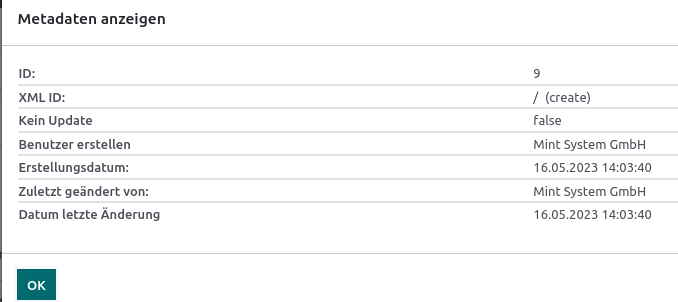 Metadaten anzeigen
ID: 9
XML ID: / (create)
Kein Update false
Benutzer erstellen Mint System GmbH
Erstellungsdatum: 16.05.2023 14:03:40
Zuletzt geändert von: Mint System GmbH
Datum letzte Änderung 16.05.2023 14:03:40
OK